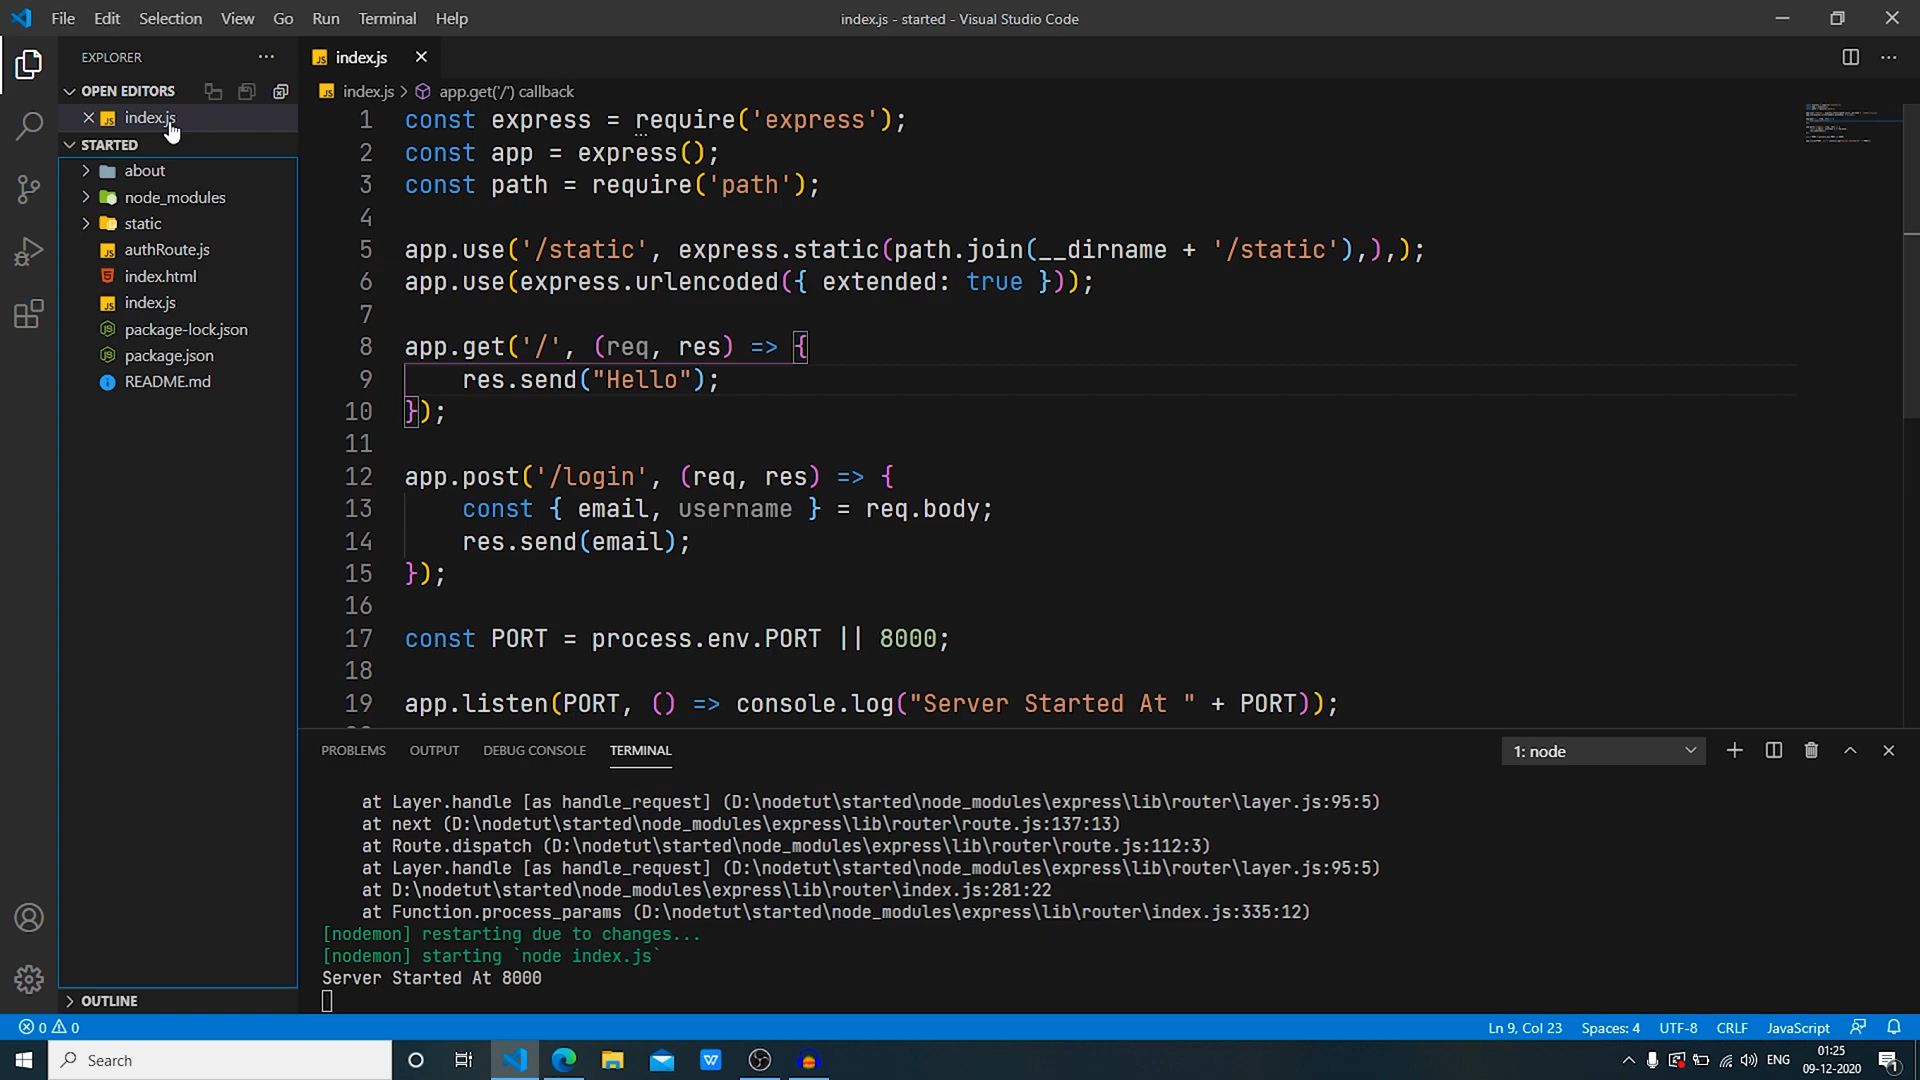 File Edit Selection View Go Run Terminal Help
index.js - started - Visual Studio Code
EXPLORER
OPEN EDITORS
index.js
STARTED
about
node_modules
static
authRoute.js
index.html
index.js
package-lock.json
package.json
README.md
OUTLINE
index.js
index.js > app.get('/') callback
1 const express = require('express');
2 const app = express();
3 const path = require('path');
4
5 app.use('/static', express.static(path.join(__dirname + '/static'),),);
6 app.use(express.urlencoded({ extended: true }));
7
8 app.get('/', (req, res) => {
9 res.send("Hello");
10 });
11
12 app.post('/login', (req, res) => {
13 const { email, username } = req.body;
14 res.send(email);
15 });
16
17 const PORT = process.env.PORT || 8000;
18
19 app.listen(PORT, () => console.log("Server Started At " + PORT));
PROBLEMS OUTPUT DEBUG CONSOLE TERMINAL
1: node
at Layer.handle [as handle_request] (D:\nodetut\started\node_modules\express\lib\router\layer.js:95:5)
at next (D:\nodetut\started\node_modules\express\lib\router\route.js:137:13)
at Route.dispatch (D:\nodetut\started\node_modules\express\lib\router\route.js:112:3)
at Layer.handle [as handle_request] (D:\nodetut\started\node_modules\express\lib\router\layer.js:95:5)
at D:\nodetut\started\node_modules\express\lib\router\index.js:281:22
at Function.process_params (D:\nodetut\started\node_modules\express\lib\router\index.js:335:12)
[nodemon] restarting due to changes...
[nodemon] starting `node index.js`
Server Started At 8000
0 0
Ln 9, Col 23 Spaces: 4 UTF-8 CRLF JavaScript
Search
ENG
01:25
09-12-2020
1